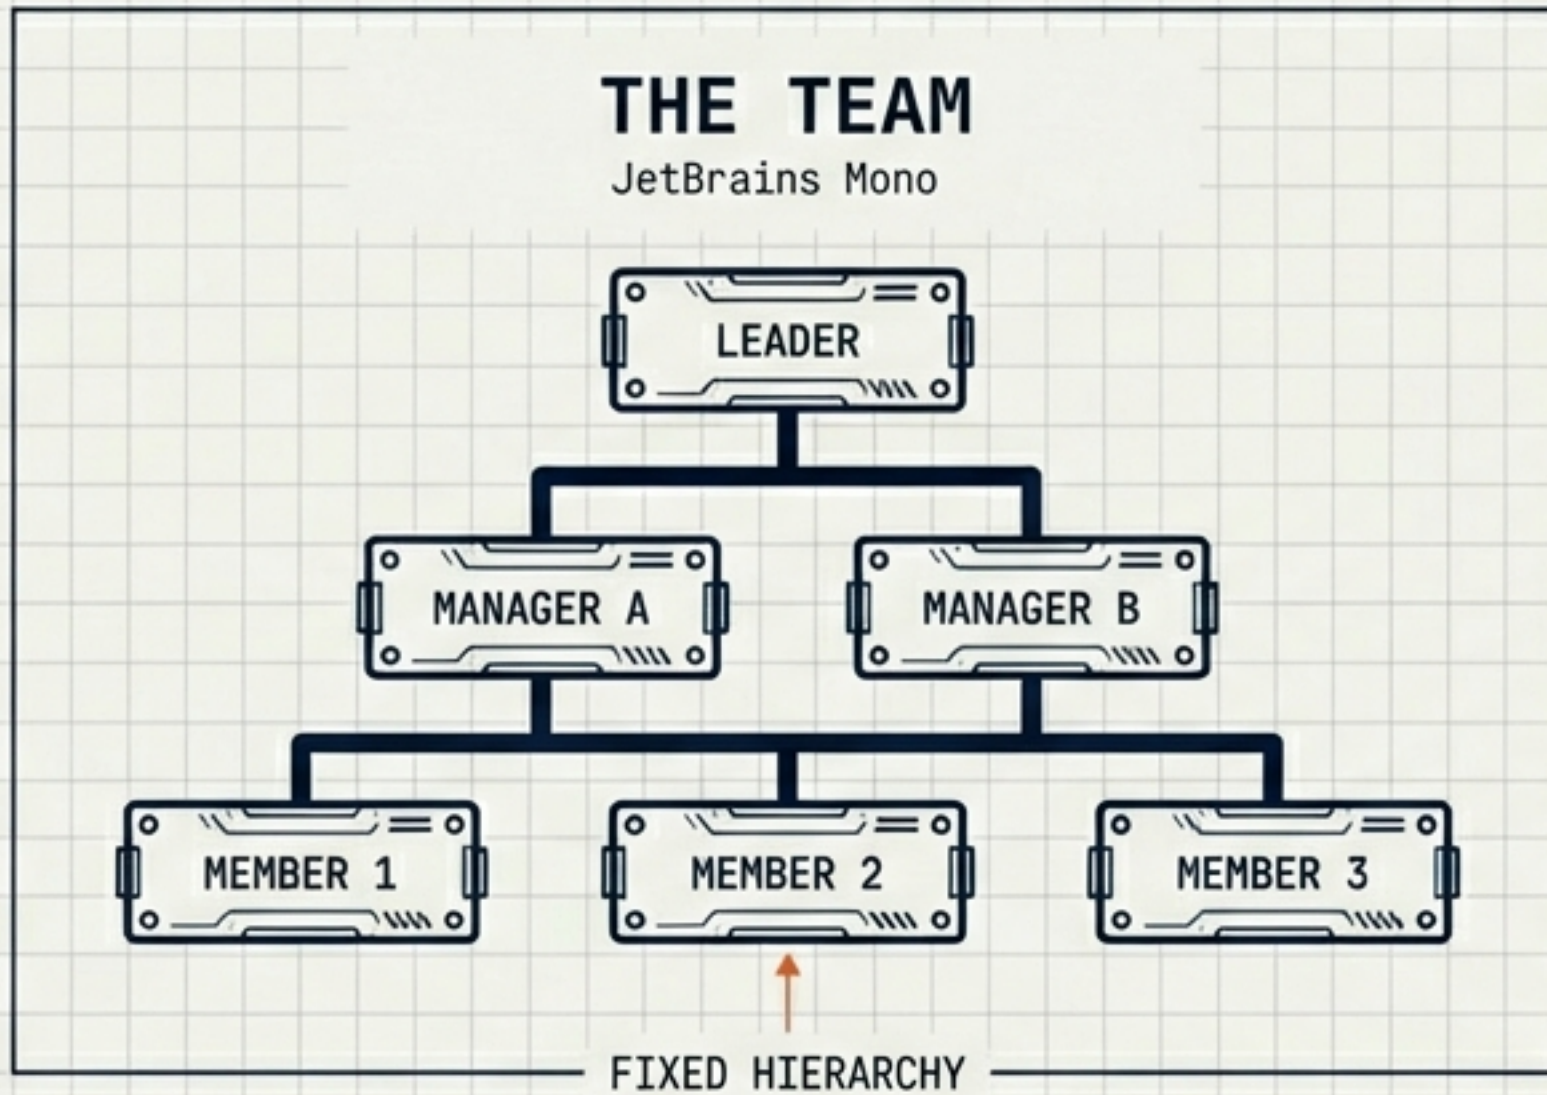 THE TEAM
JetBrains Mono
LEADER
MANAGER A
MANAGER B
MEMBER 1
MEMBER 2
MEMBER 3
FIXED HIERARCHY